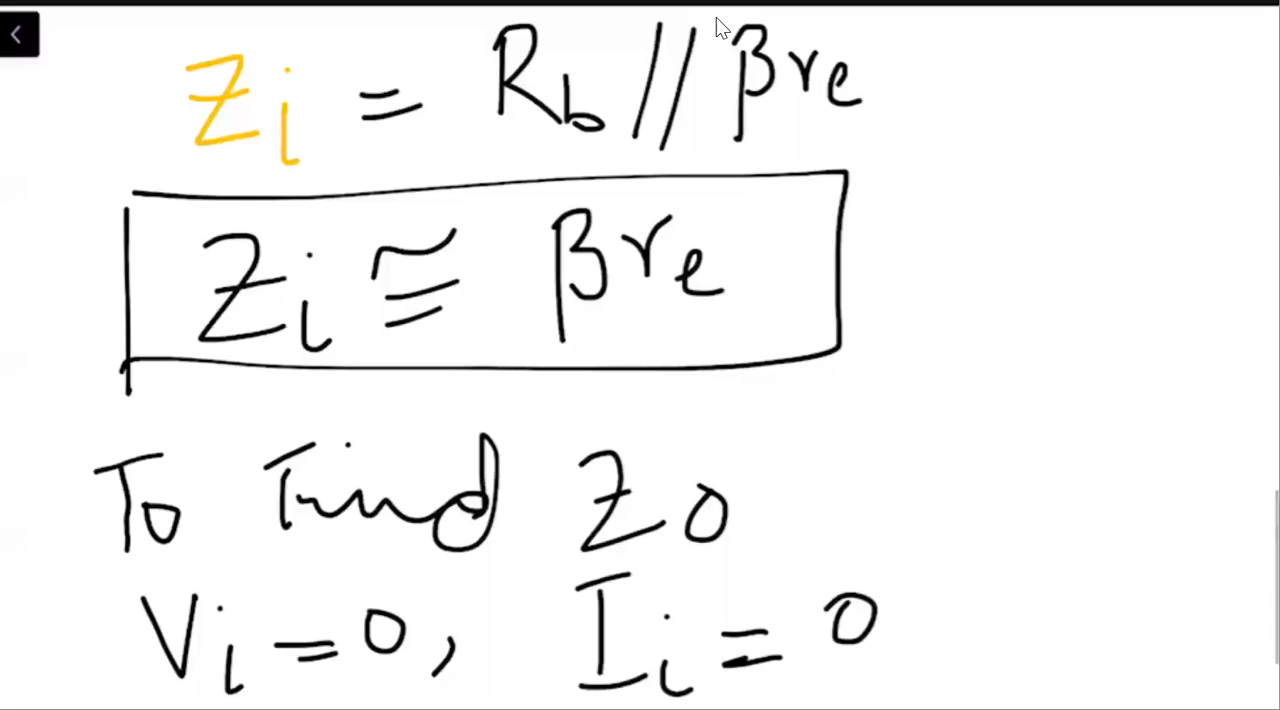 Zi = Rb // βre
Zi ≅ βre
To Find Zo
Vi = 0, Ii = 0